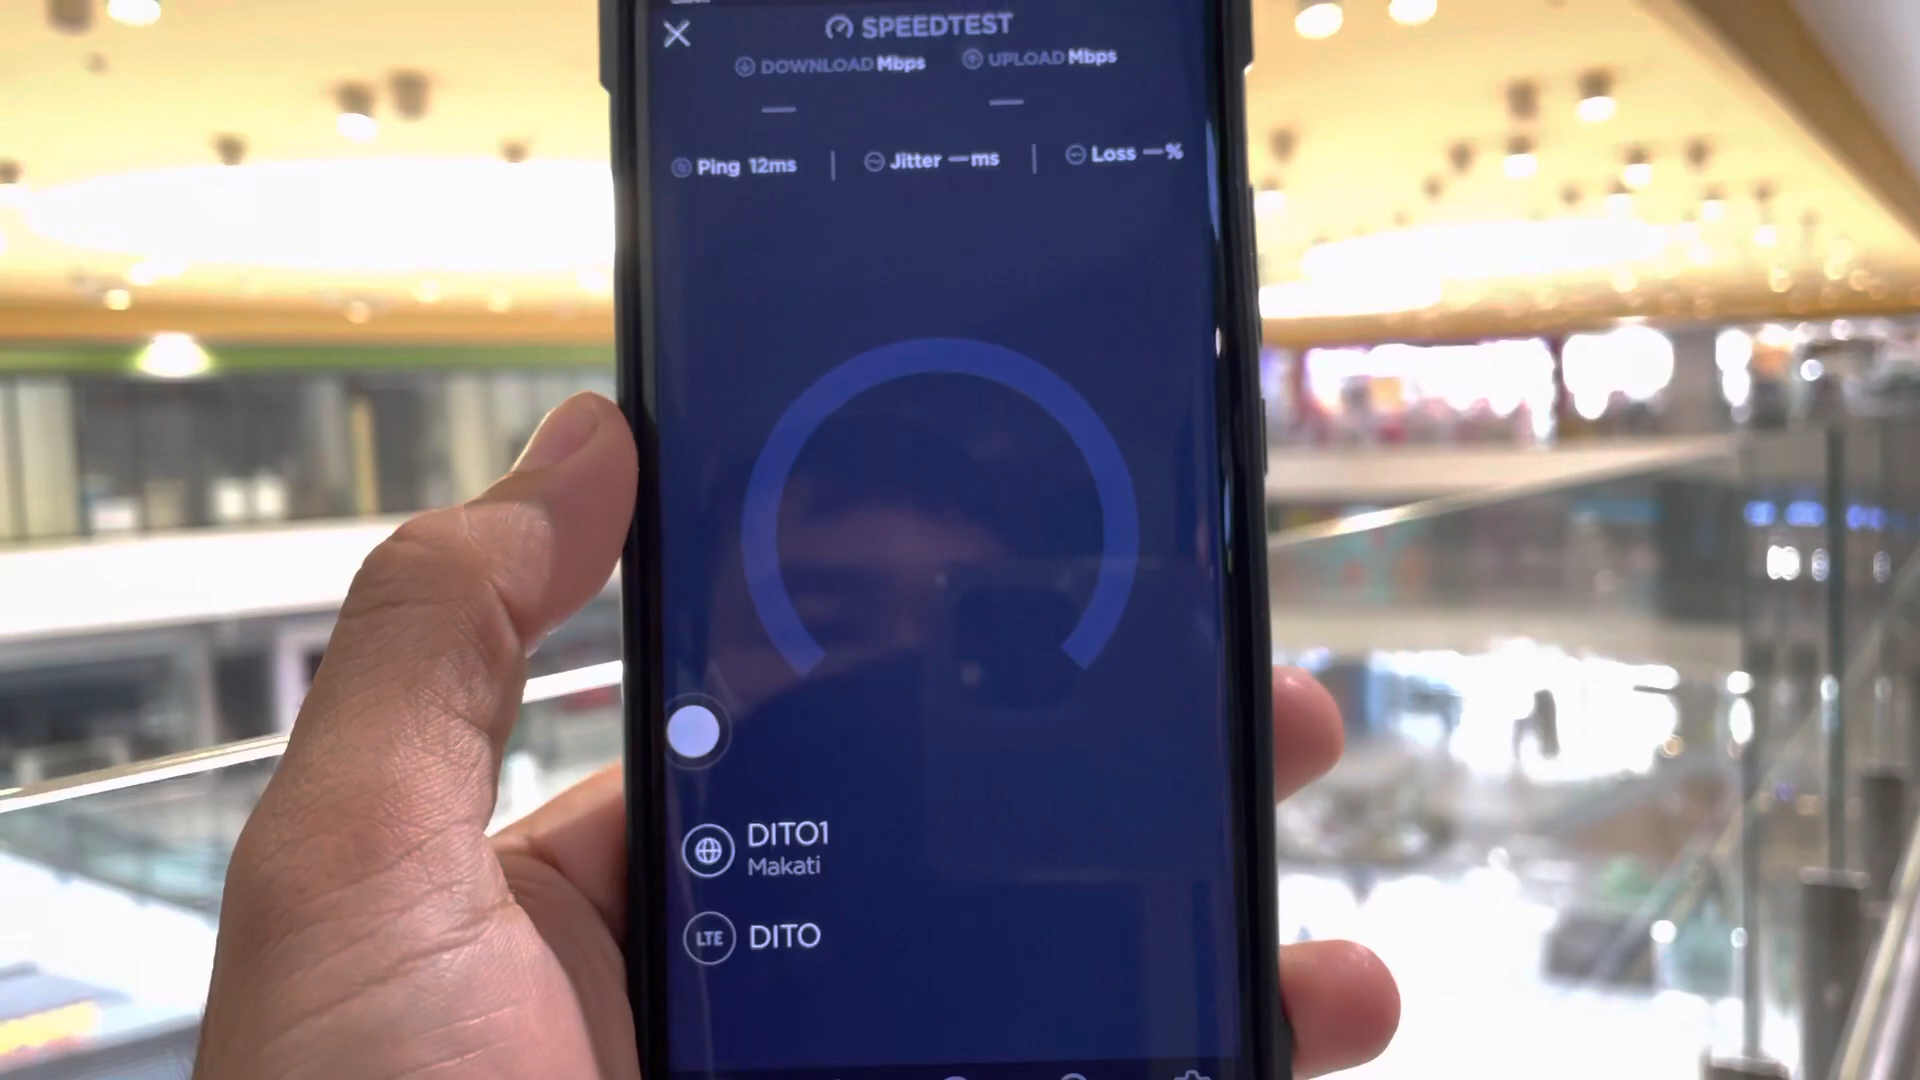 SPEEDTEST
DOWNLOAD Mbps UPLOAD Mbps
— —
Ping 12ms | Jitter —ms | Loss —%
DITO1
Makati
LTE DITO